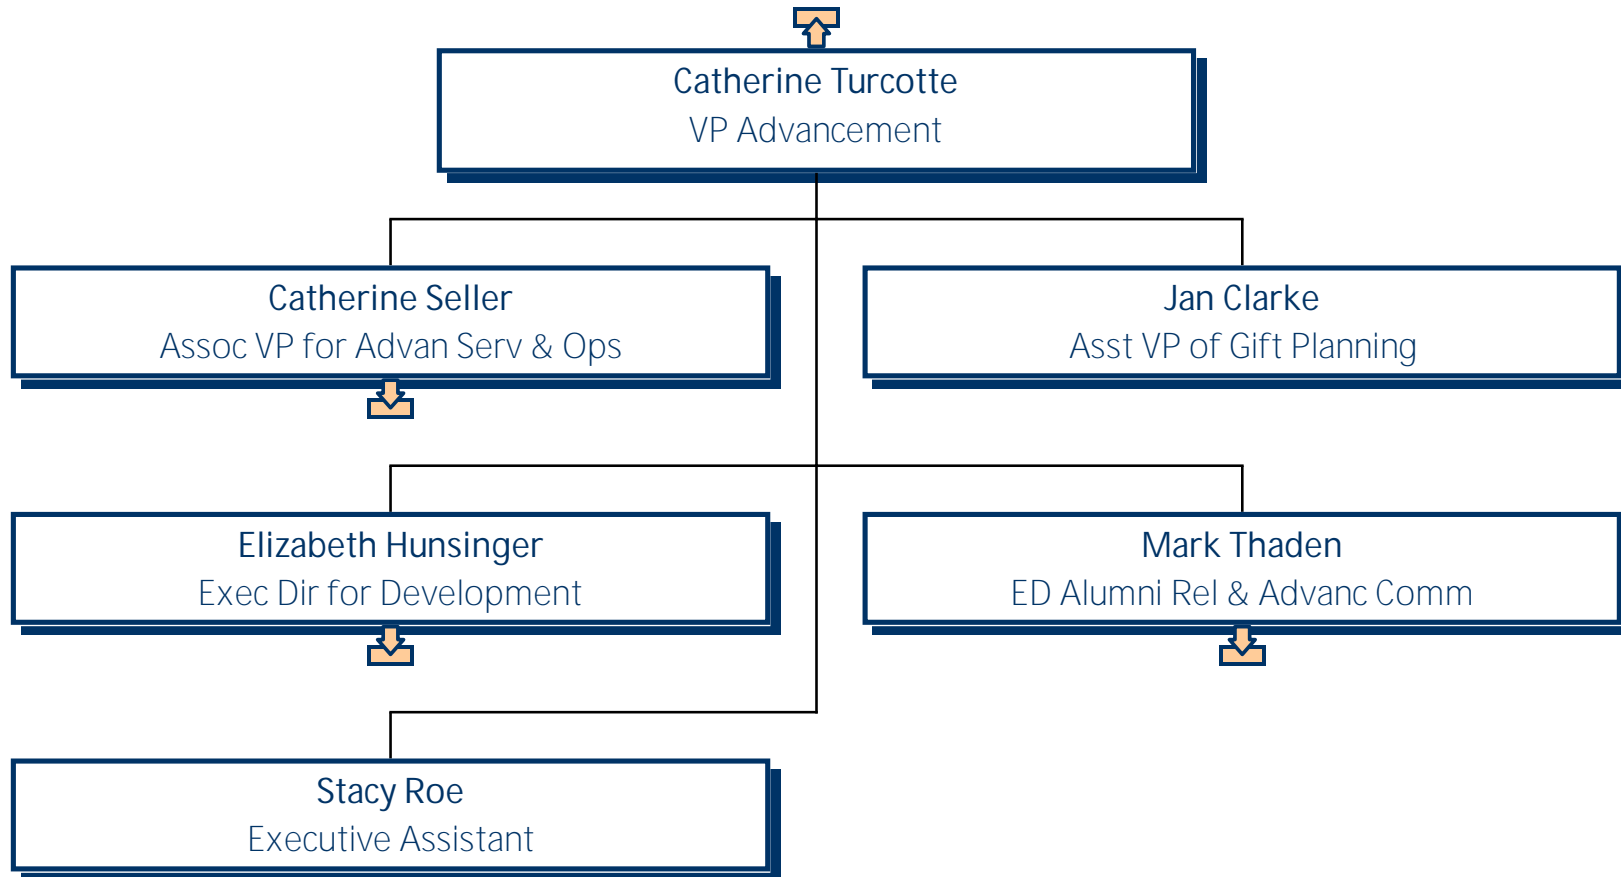 Catherine Turcotte
VP Advancement
Catherine Seller
Assoc VP for Advan Serv & Ops
Jan Clarke
Asst VP of Gift Planning
Elizabeth Hunsinger
Exec Dir for Development
Mark Thaden
ED Alumni Rel & Advanc Comm
Stacy Roe
Executive Assistant